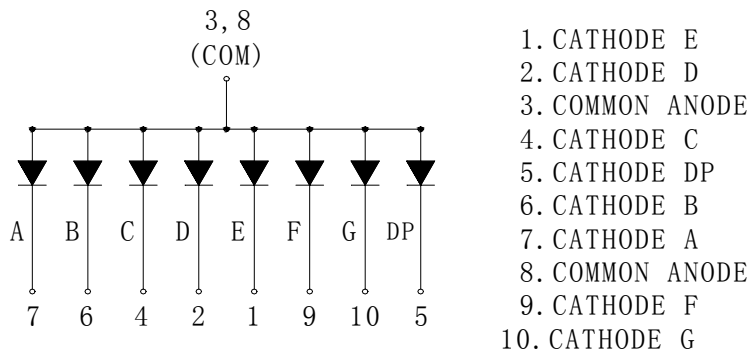 3,8
(COM)
A B C D E F G DP
7 6 4 2 1 9 10 5
1. CATHODE E
2. CATHODE D
3. COMMON ANODE
4. CATHODE C
5. CATHODE DP
6. CATHODE B
7. CATHODE A
8. COMMON ANODE
9. CATHODE F
10. CATHODE G